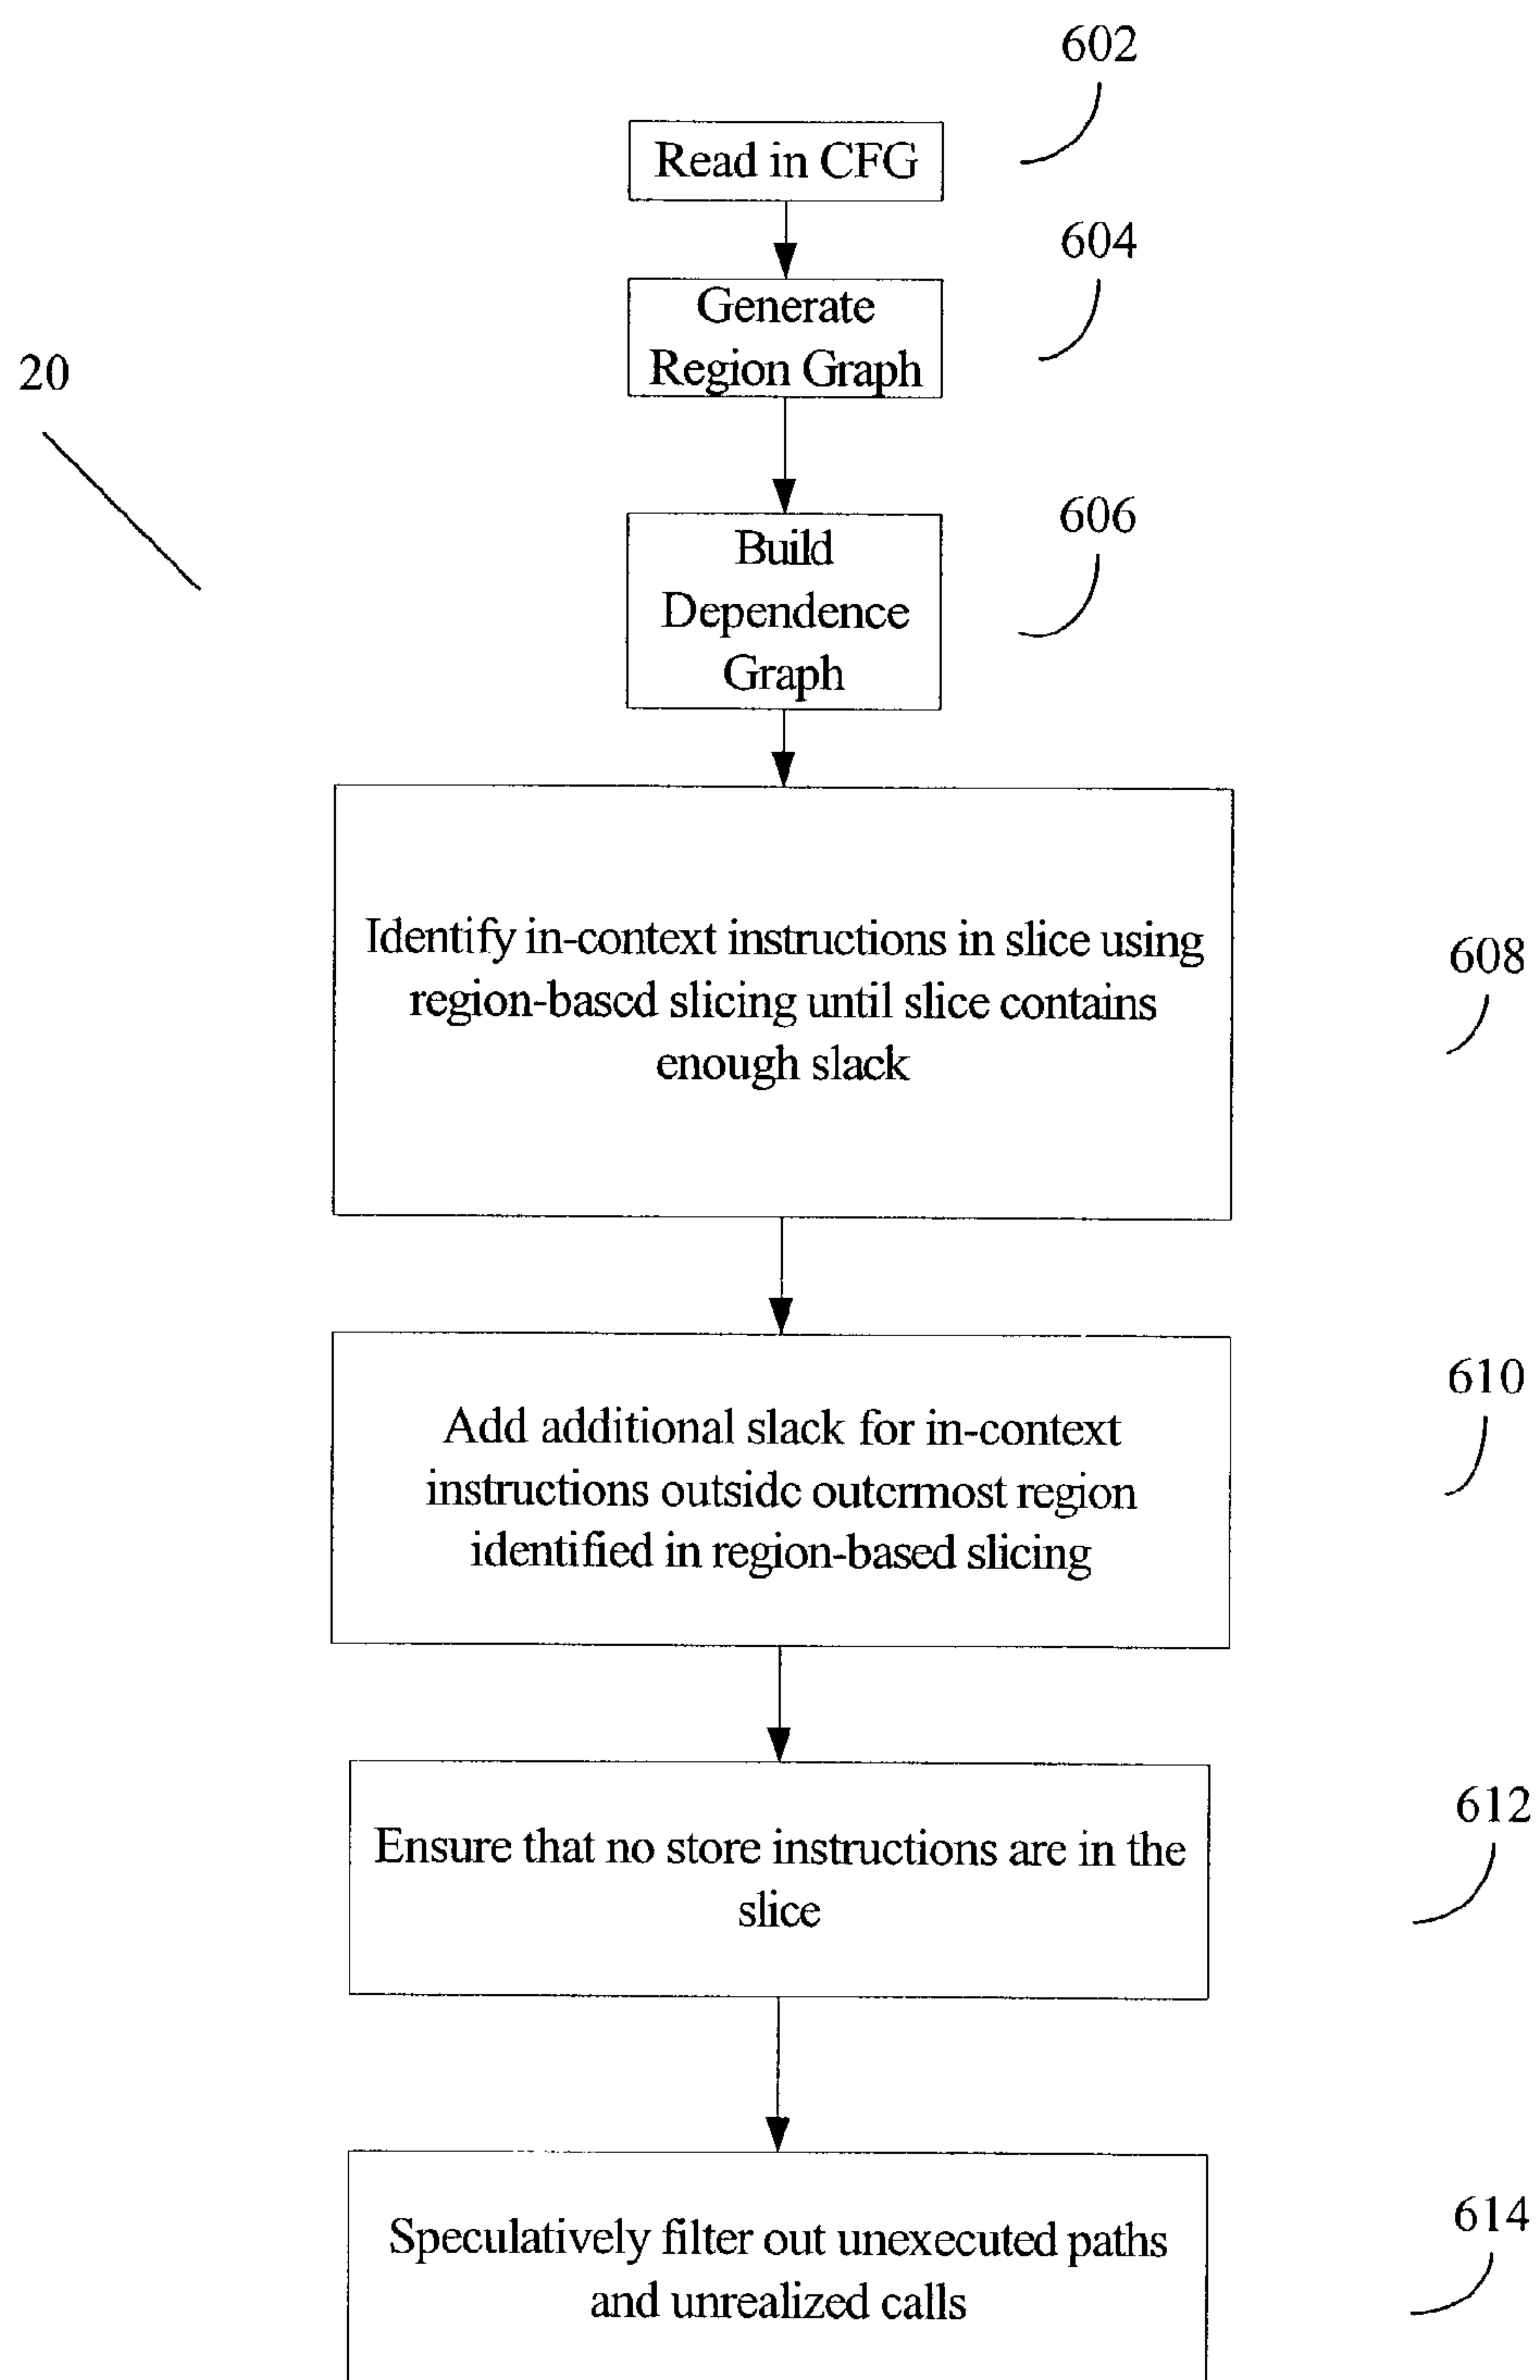 602
Read in CFG
604
Generate
Region Graph
20
606
Build
Dependence
Graph
Identify in-context instructions in slice using
region-based slicing until slice contains
enough slack
608
Add additional slack for in-context
instructions outside outermost region
identified in region-based slicing
610
Ensure that no store instructions are in the
slice
612
Speculatively filter out unexecuted paths
and unrealized calls
614